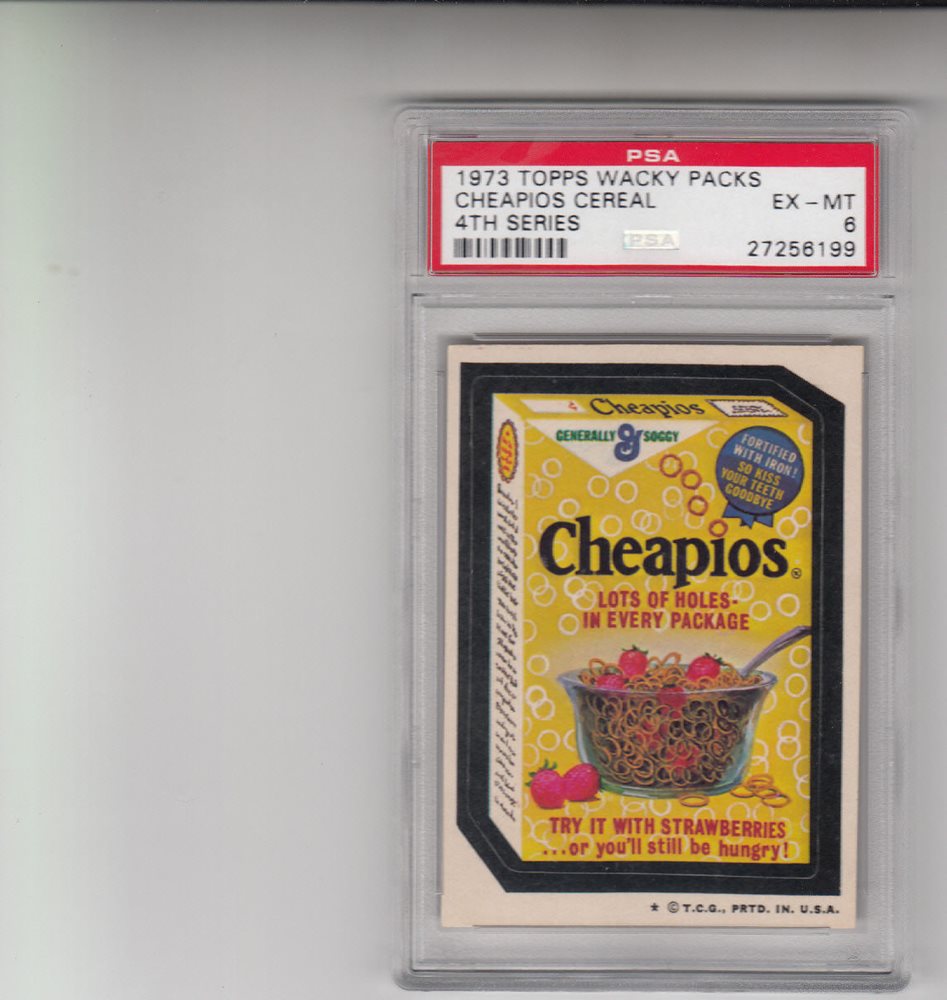 PSA
1973 TOPPS WACKY PACKS
CHEAPIOS CEREAL EX - MT
4TH SERIES 6
PSA
27256199
Cheapios
GENERALLY G SOGGY
FORTIFIED
WITH IRON!
SO KISS
YOUR TEETH
GOODBYE
Cheapios®
LOTS OF HOLES-
IN EVERY PACKAGE
TRY IT WITH STRAWBERRIES
...or you'll still be hungry!
* © T.C.G., PRTD. IN. U.S.A.